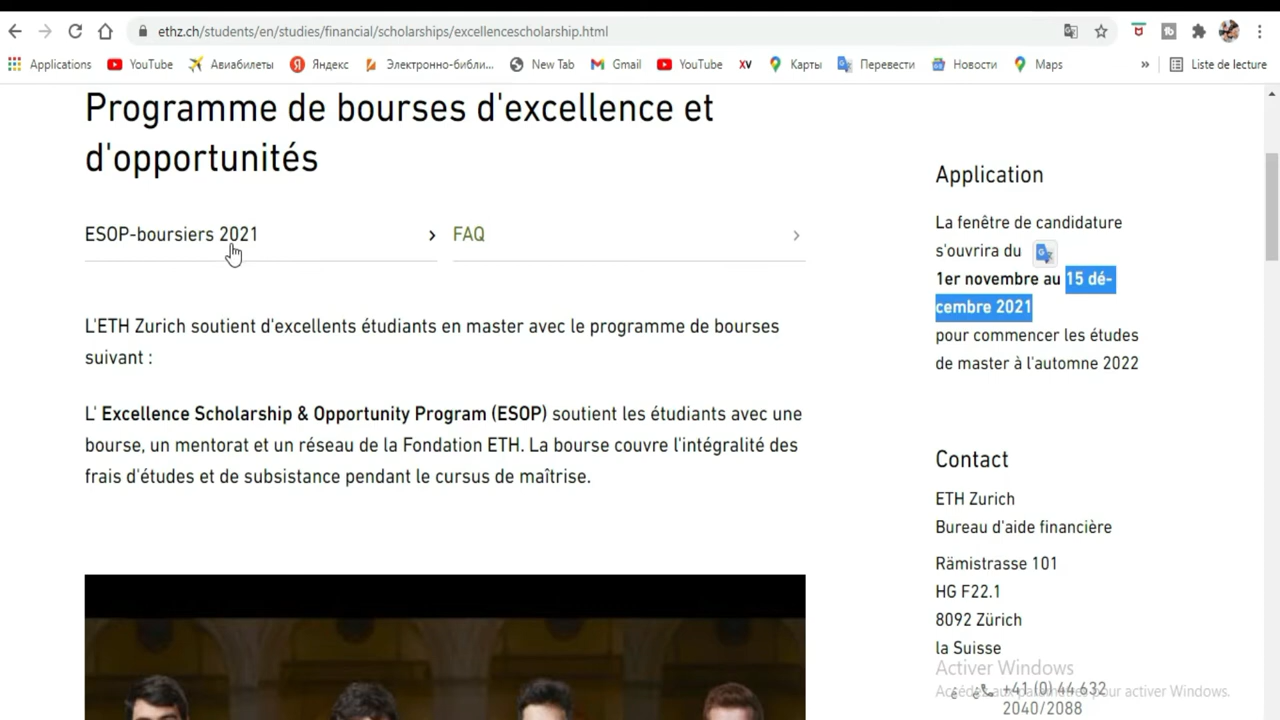 ethz.ch/students/en/studies/financial/scholarships/excellencescholarship.html
Applications YouTube Авиабилеты Яндекс Электронно-библи... New Tab Gmail YouTube XV Карты Перевести Новости Maps » Liste de lecture
Programme de bourses d'excellence et
d'opportunités
ESOP-boursiers 2021
FAQ
L'ETH Zurich soutient d'excellents étudiants en master avec le programme de bourses
suivant :
L' Excellence Scholarship & Opportunity Program (ESOP) soutient les étudiants avec une
bourse, un mentorat et un réseau de la Fondation ETH. La bourse couvre l'intégralité des
frais d'études et de subsistance pendant le cursus de maîtrise.
Application
La fenêtre de candidature
s'ouvrira du
1er novembre au 15 dé-
cembre 2021
pour commencer les études
de master à l'automne 2022
Contact
ETH Zurich
Bureau d'aide financière
Rämistrasse 101
HG F22.1
8092 Zürich
la Suisse
Activer Windows
+41 (0) 44 632
2040/2088
pour activer Windows.